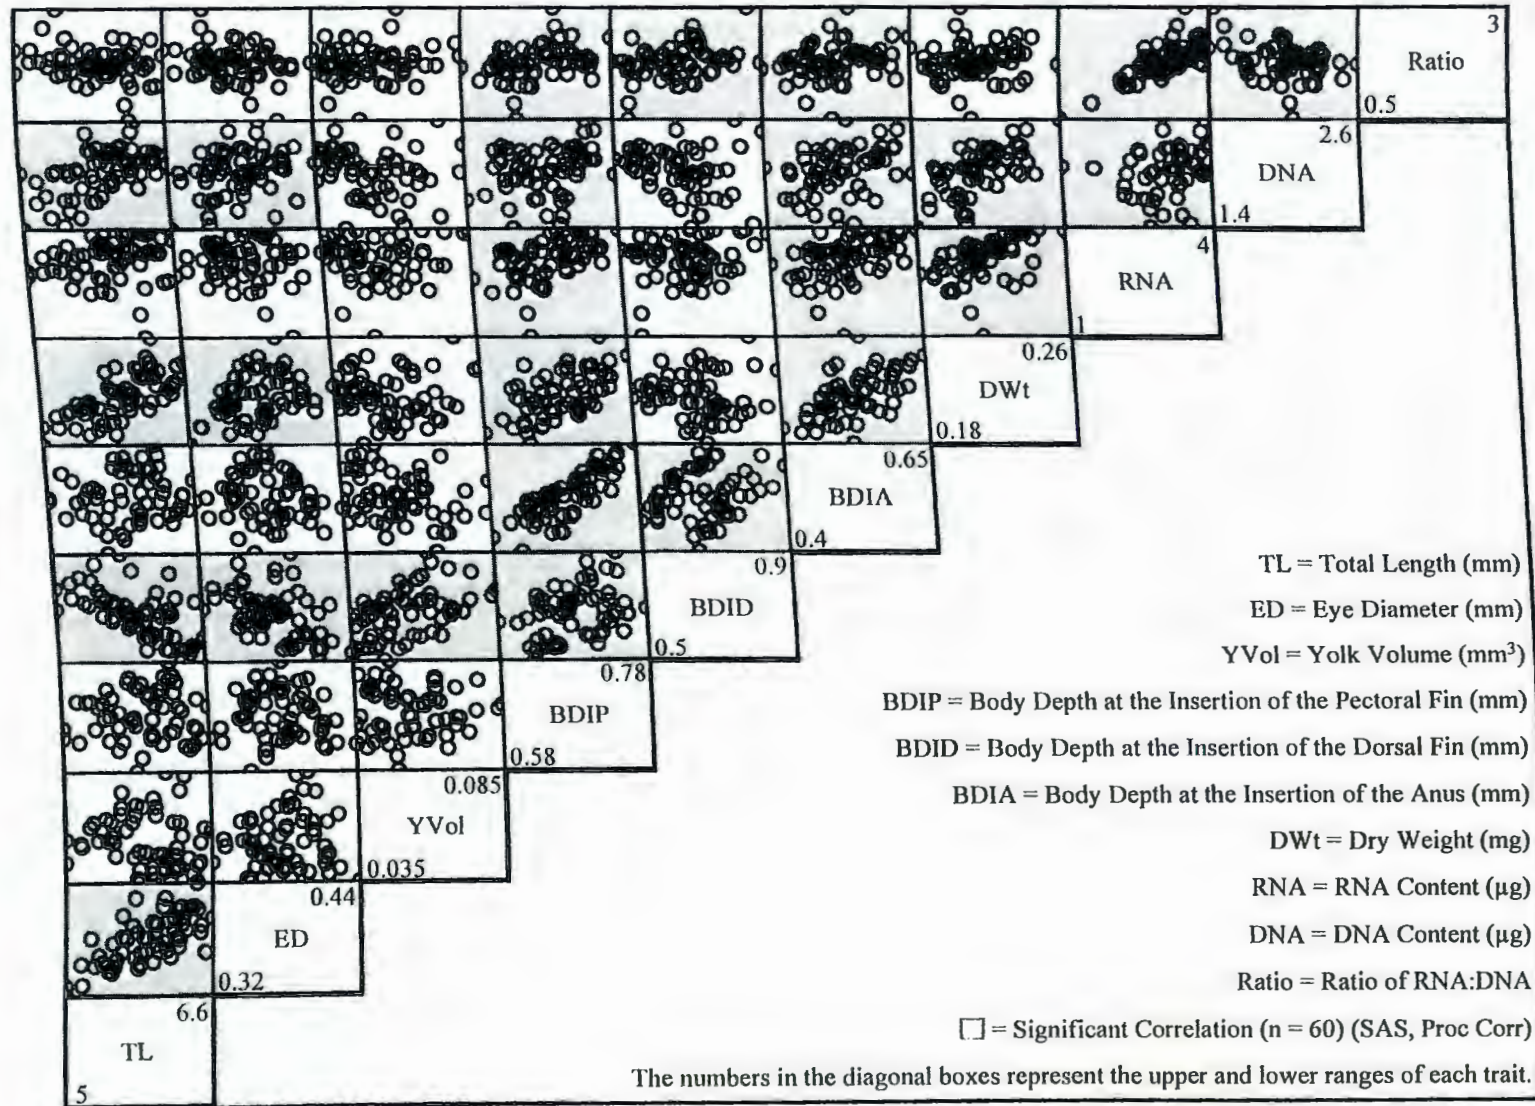 3
Ratio
0.5
2.6
DNA
1.4
4
RNA
1
0.26
DWt
0.18
0.65
BDIA
0.4
0.9
BDID
0.5
0.78
BDIP
0.58
0.085
YVol
0.035
0.44
ED
0.32
6.6
TL
5
TL = Total Length (mm)
ED = Eye Diameter (mm)
YVol = Yolk Volume (mm³)
BDIP = Body Depth at the Insertion of the Pectoral Fin (mm)
BDID = Body Depth at the Insertion of the Dorsal Fin (mm)
BDIA = Body Depth at the Insertion of the Anus (mm)
DWt = Dry Weight (mg)
RNA = RNA Content (µg)
DNA = DNA Content (µg)
Ratio = Ratio of RNA:DNA
= Significant Correlation (n = 60) (SAS, Proc Corr)
The numbers in the diagonal boxes represent the upper and lower ranges of each trait.